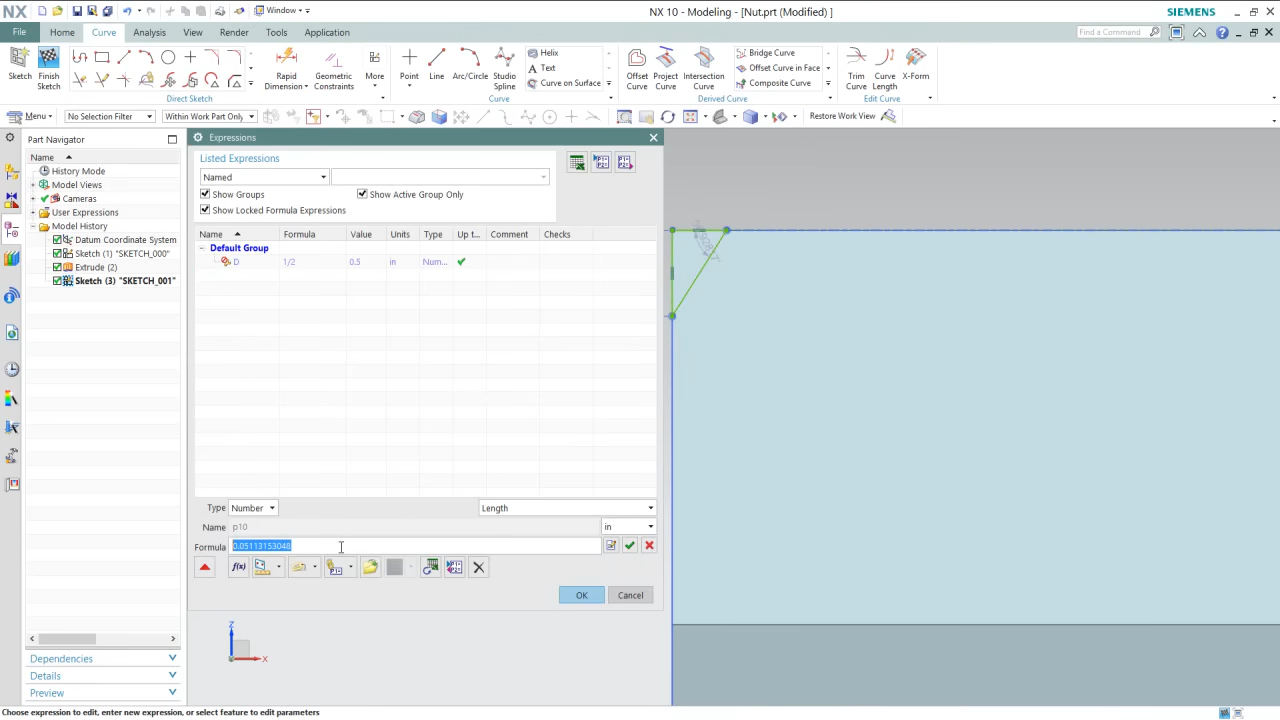 NX
Window
NX 10 - Modeling - [Nut.prt (Modified) ]
SIEMENS
File
Home
Curve
Analysis
View
Render
Tools
Application
Find a Command
Sketch
Finish
Sketch
Direct Sketch
Rapid
Dimension
Geometric
Constraints
More
Point
Line
Arc/Circle
Studio
Spline
Helix
Text
Curve on Surface
Curve
Offset
Curve
Project
Curve
Intersection
Curve
Bridge Curve
Offset Curve in Face
Composite Curve
Derived Curve
Trim
Curve
Curve
Length
X-Form
Edit Curve
Menu
No Selection Filter
Within Work Part Only
Restore Work View
Part Navigator
Name
History Mode
Model Views
Cameras
User Expressions
Model History
Datum Coordinate System
Sketch (1) "SKETCH_000"
Extrude (2)
Sketch (3) "SKETCH_001"
Dependencies
Details
Preview
Expressions
Listed Expressions
Named
Show Groups
Show Active Group Only
Show Locked Formula Expressions
Name Formula Value Units Type Up t... Comment Checks
Default Group
D 1/2 0.5 in Num...
Type Number Length
Name p10 in
Formula 0.05113153048
f(x)
OK
Cancel
Z
X
Choose expression to edit, enter new expression, or select feature to edit parameters